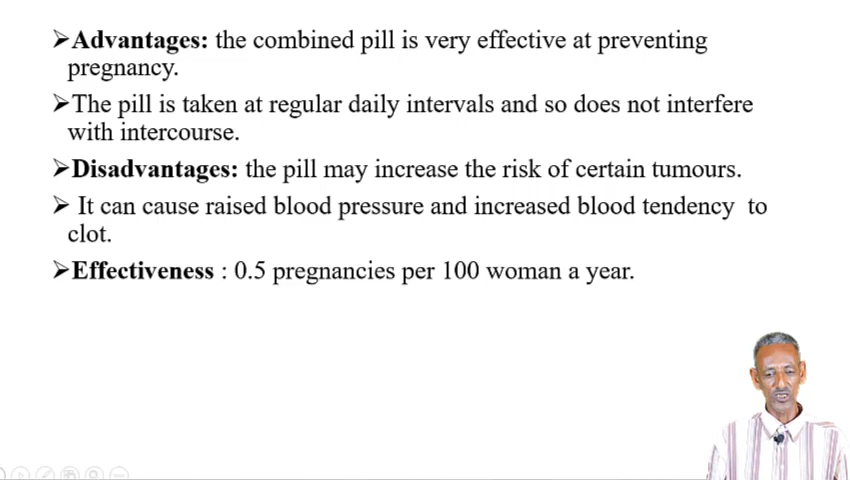 ➢Advantages: the combined pill is very effective at preventing
pregnancy.
➢The pill is taken at regular daily intervals and so does not interfere
with intercourse.
➢Disadvantages: the pill may increase the risk of certain tumours.
➢ It can cause raised blood pressure and increased blood tendency to
clot.
➢Effectiveness : 0.5 pregnancies per 100 woman a year.